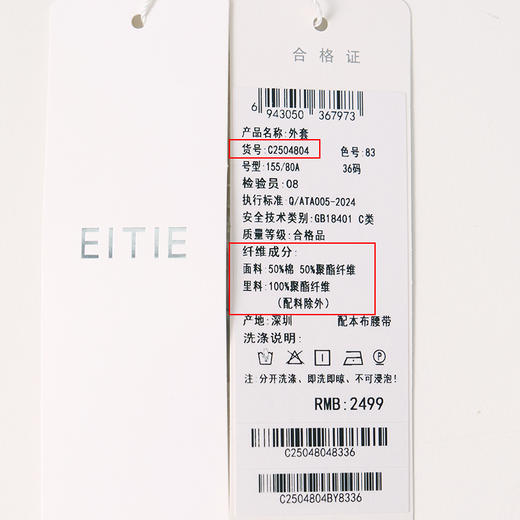 EITIE
合格证
6 943050 367973
产品名称:外套
货号:C2504804 色号:83
号型:155/80A 36码
检验员:08
执行标准:Q/ATA005-2024
安全技术类别:GB18401 C类
质量等级:合格品
纤维成分:
面料:50%棉 50%聚酯纤维
里料:100%聚酯纤维
(配料除外)
产地:深圳 配本布腰带
洗涤说明:
P
注:分开洗涤、即洗即晾、不可浸泡!
RMB:2499
C25048048336
C2504804BY8336